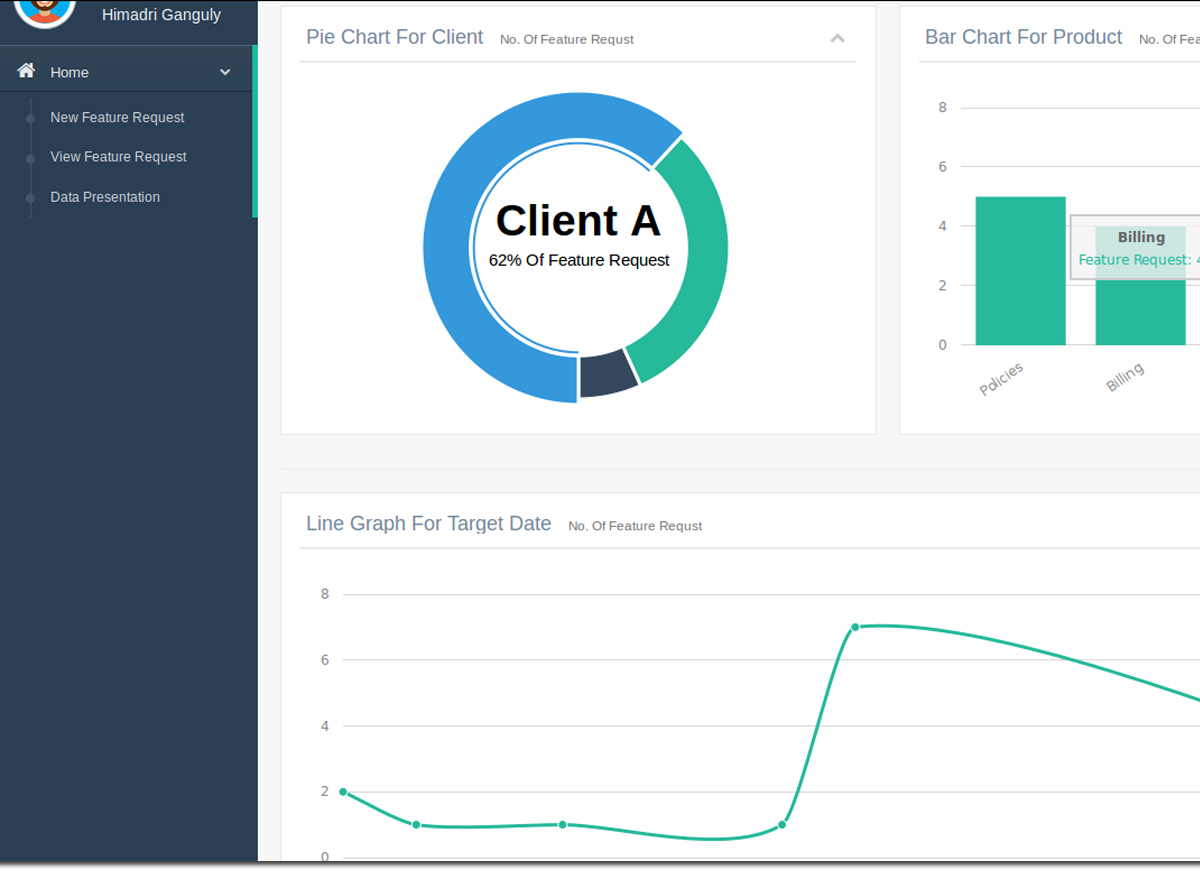 Himadri Ganguly
Home
New Feature Request
View Feature Request
Data Presentation
Pie Chart For Client No. Of Feature Requst
Client A
62% Of Feature Request
Bar Chart For Product No. Of Fea
8
6
4
2
0
Billing
Feature Request: 4
Policies
Billing
Line Graph For Target Date No. Of Feature Requst
8
6
4
2
0